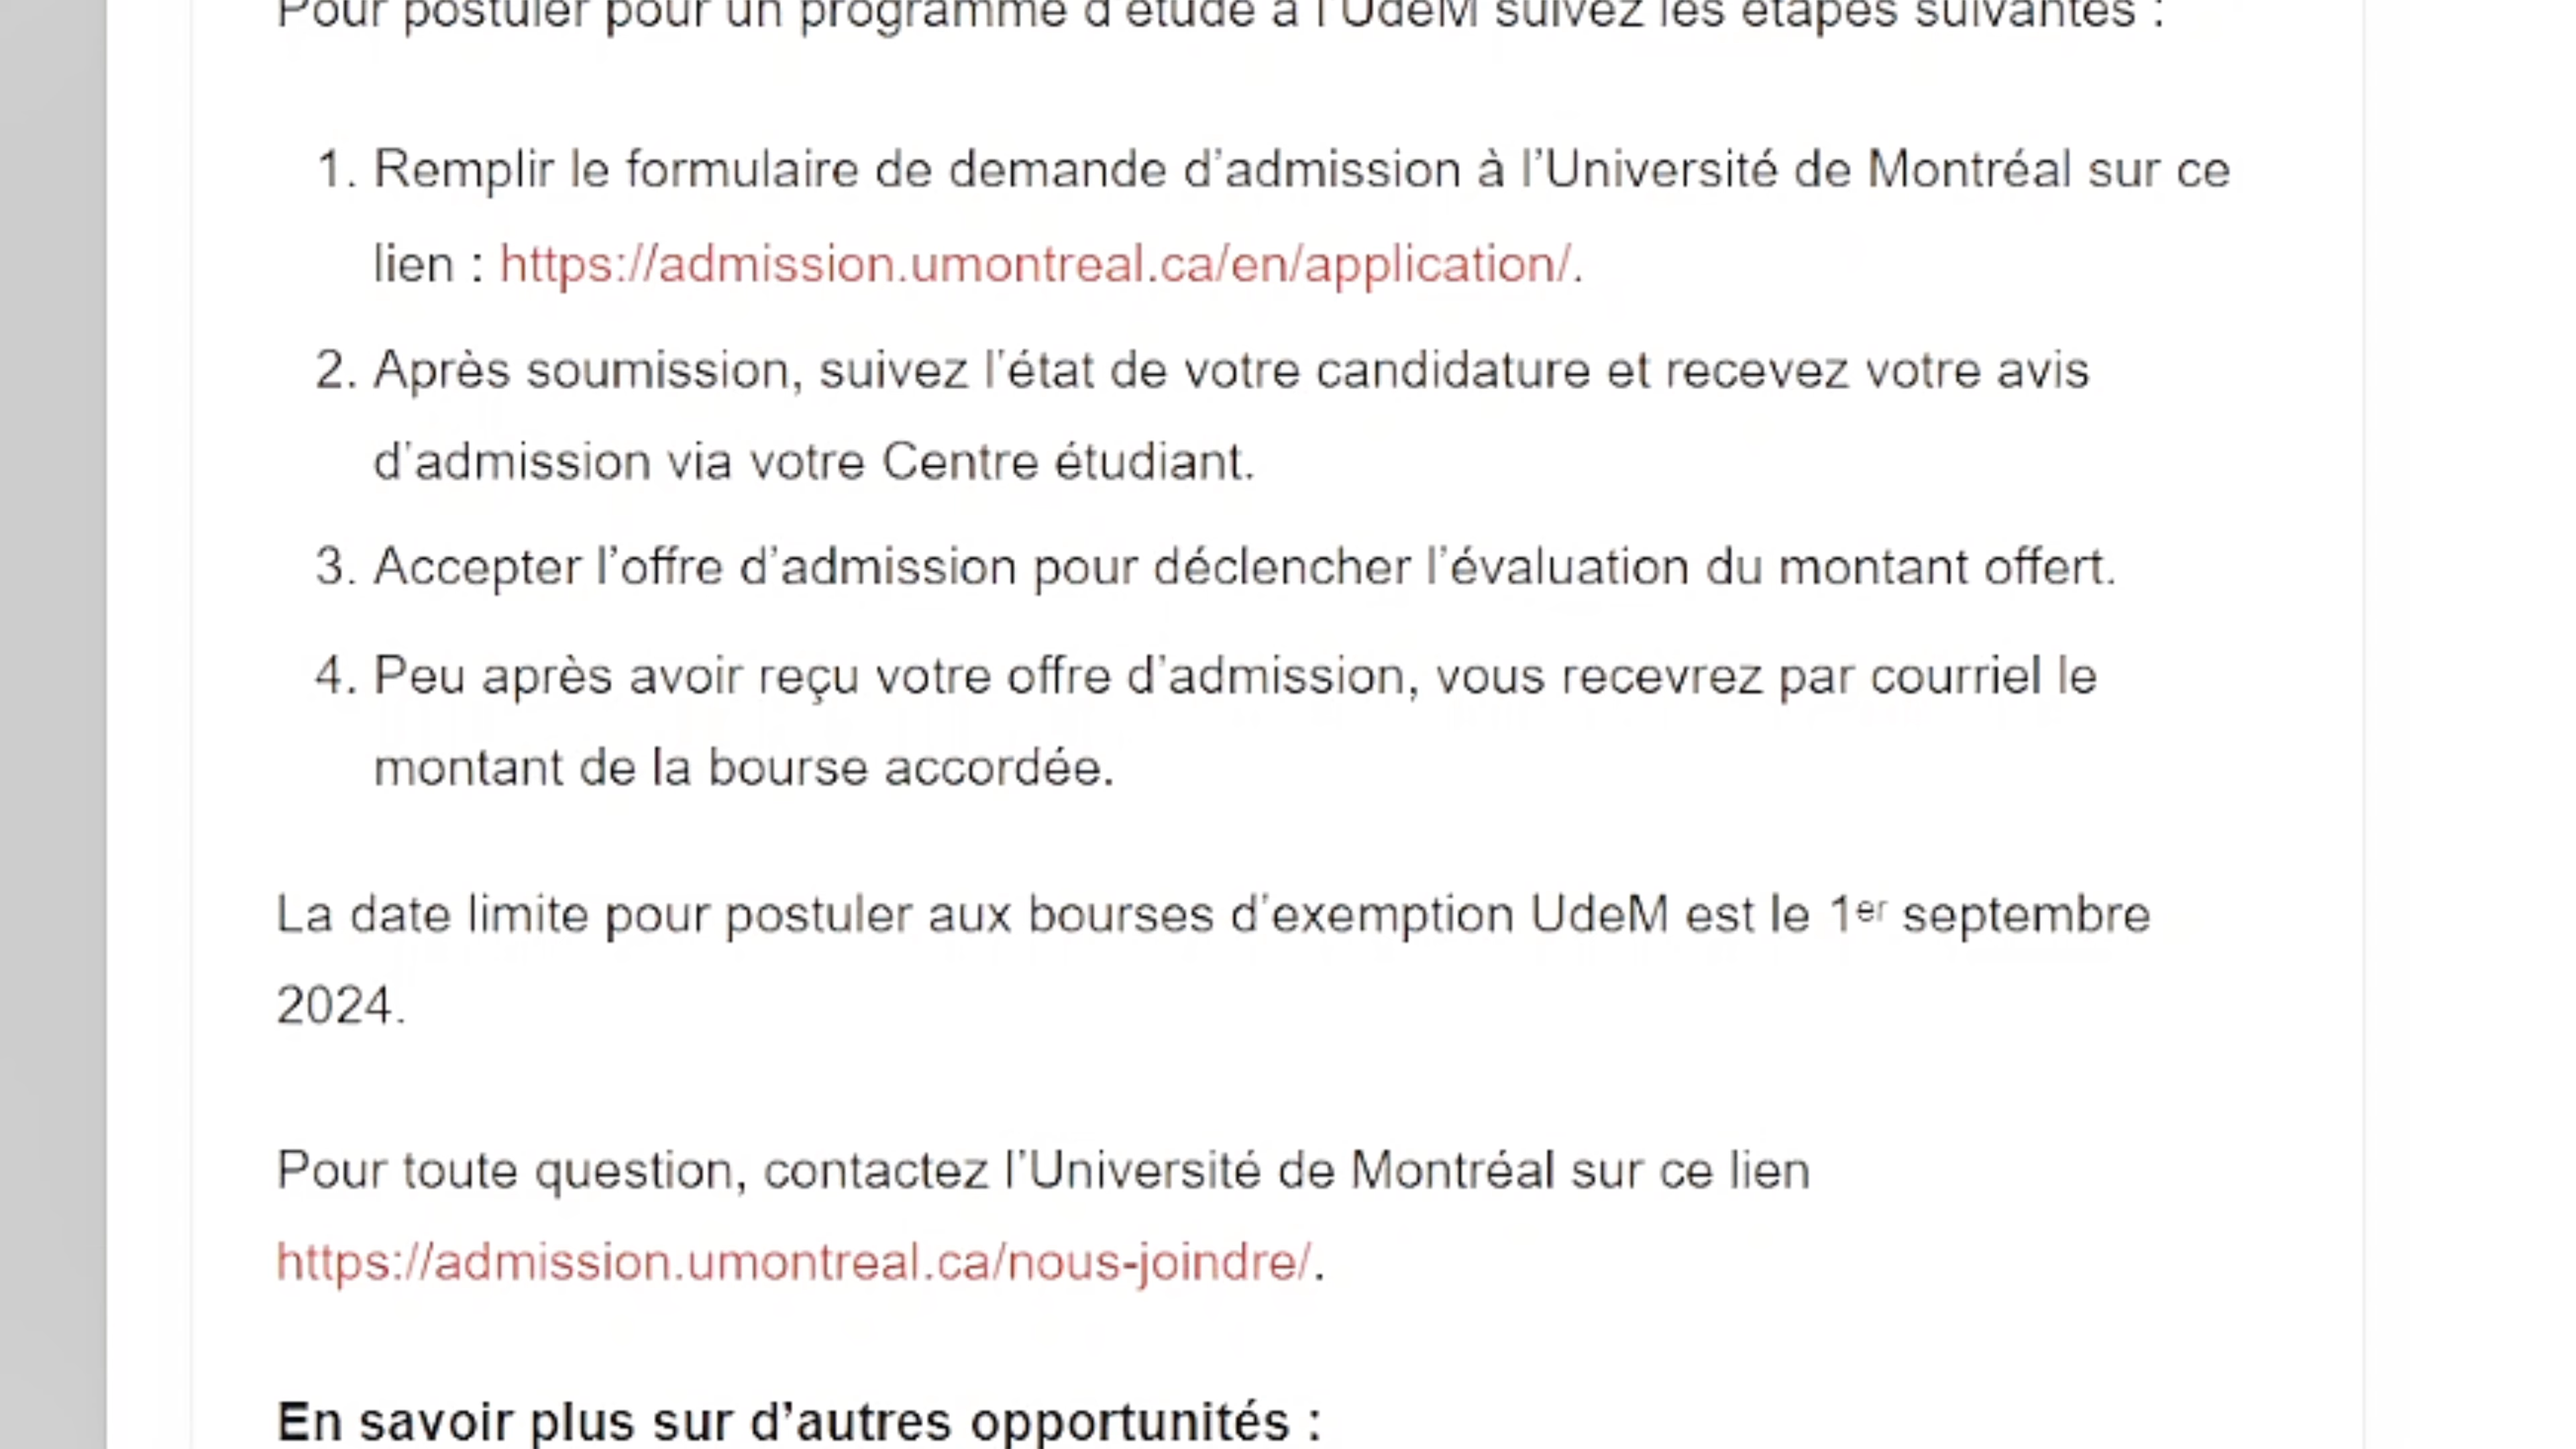 Pour postuler pour un programme d'étude à l'UdeM suivez les étapes suivantes :
1. Remplir le formulaire de demande d’admission à l’Université de Montréal sur ce
lien : https://admission.umontreal.ca/en/application/.
2. Après soumission, suivez l’état de votre candidature et recevez votre avis
d’admission via votre Centre étudiant.
3. Accepter l’offre d’admission pour déclencher l’évaluation du montant offert.
4. Peu après avoir reçu votre offre d’admission, vous recevrez par courriel le
montant de la bourse accordée.
La date limite pour postuler aux bourses d’exemption UdeM est le 1er septembre
2024.
Pour toute question, contactez l’Université de Montréal sur ce lien
https://admission.umontreal.ca/nous-joindre/.
En savoir plus sur d’autres opportunités :